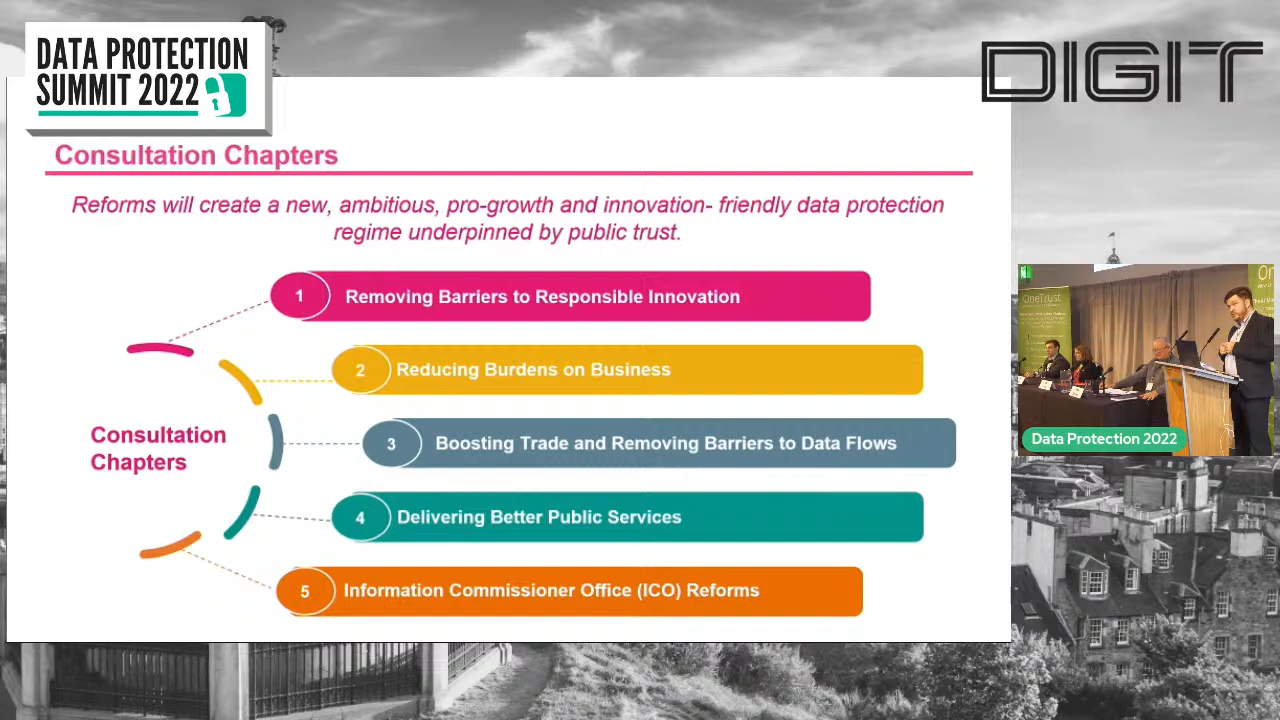 DATA PROTECTION
SUMMIT 2022
DIGIT
Consultation Chapters
Reforms will create a new, ambitious, pro-growth and innovation- friendly data protection
regime underpinned by public trust.
1 Removing Barriers to Responsible Innovation
2 Reducing Burdens on Business
3 Boosting Trade and Removing Barriers to Data Flows
Consultation
Chapters
4 Delivering Better Public Services
5 Information Commissioner Office (ICO) Reforms
OneTrust
Data Protection 2022